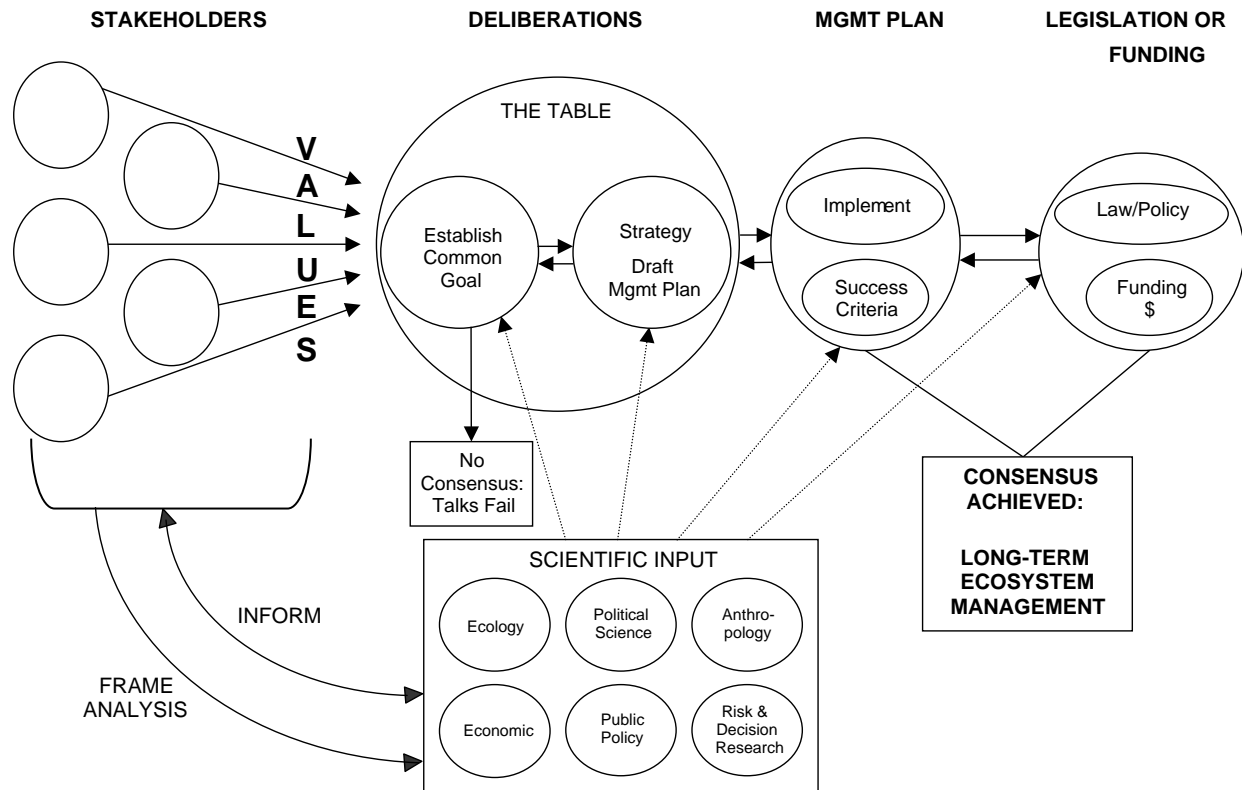 STAKEHOLDERS
DELIBERATIONS
MGMT PLAN
LEGISLATION OR
FUNDING
V
A
L
U
E
S
THE TABLE
Establish
Common
Goal
Strategy
Draft
Mgmt Plan
Implement
Success
Criteria
Law/Policy
Funding
$
No
Consensus:
Talks Fail
CONSENSUS
ACHIEVED:
LONG-TERM
ECOSYSTEM
MANAGEMENT
INFORM
FRAME
ANALYSIS
SCIENTIFIC INPUT
Ecology
Political
Science
Anthro-
pology
Economic
Public
Policy
Risk &
Decision
Research